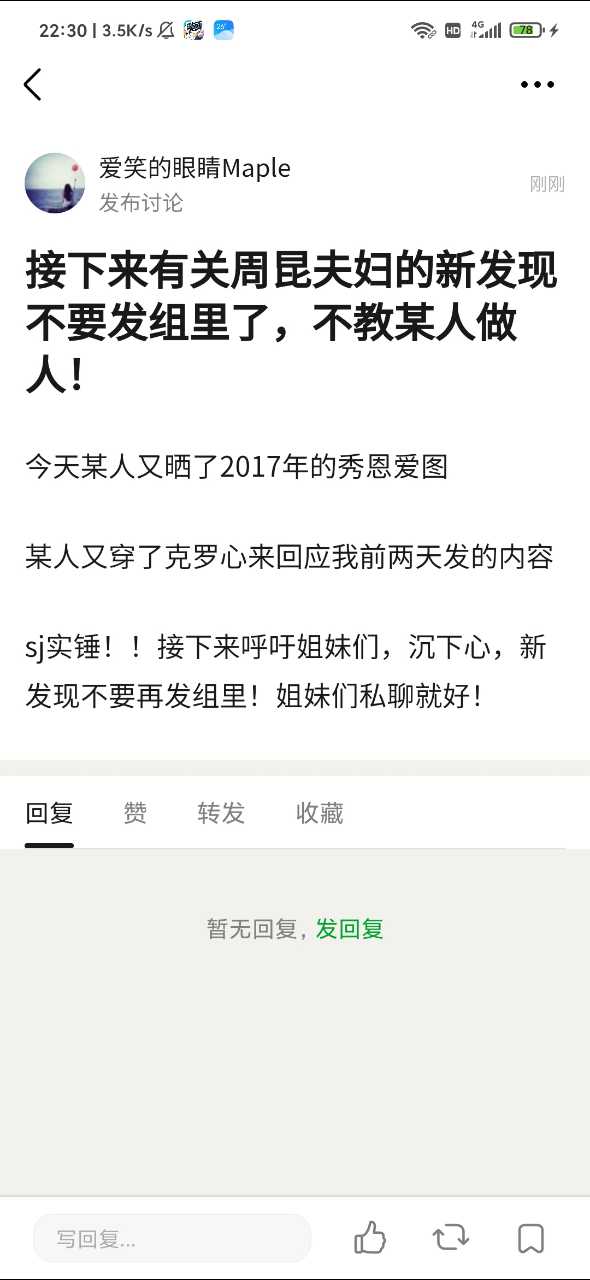 22:30 | 3.5K/s
26°
HD
4G
78
爱笑的眼睛Maple
发布讨论
刚刚
接下来有关周昆夫妇的新发现
不要发组里了，不教某人做
人！
今天某人又晒了2017年的秀恩爱图
某人又穿了克罗心来回应我前两天发的内容
sj实锤！！接下来呼吁姐妹们，沉下心，新
发现不要再发组里！姐妹们私聊就好！
回复 赞 转发 收藏
暂无回复, 发回复
写回复...